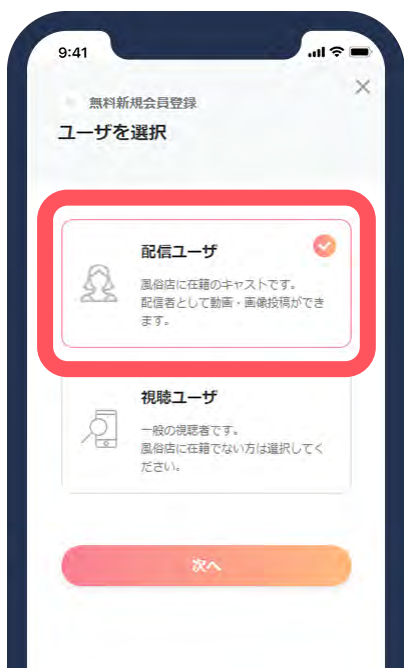 9:41
無料新規会員登録
ユーザを選択
配信ユーザ
風俗店に在籍のキャストです。
配信者として動画・画像投稿ができ
ます。
視聴ユーザ
一般の視聴者です。
風俗店に在籍でない方は選択してく
ださい。
次へ